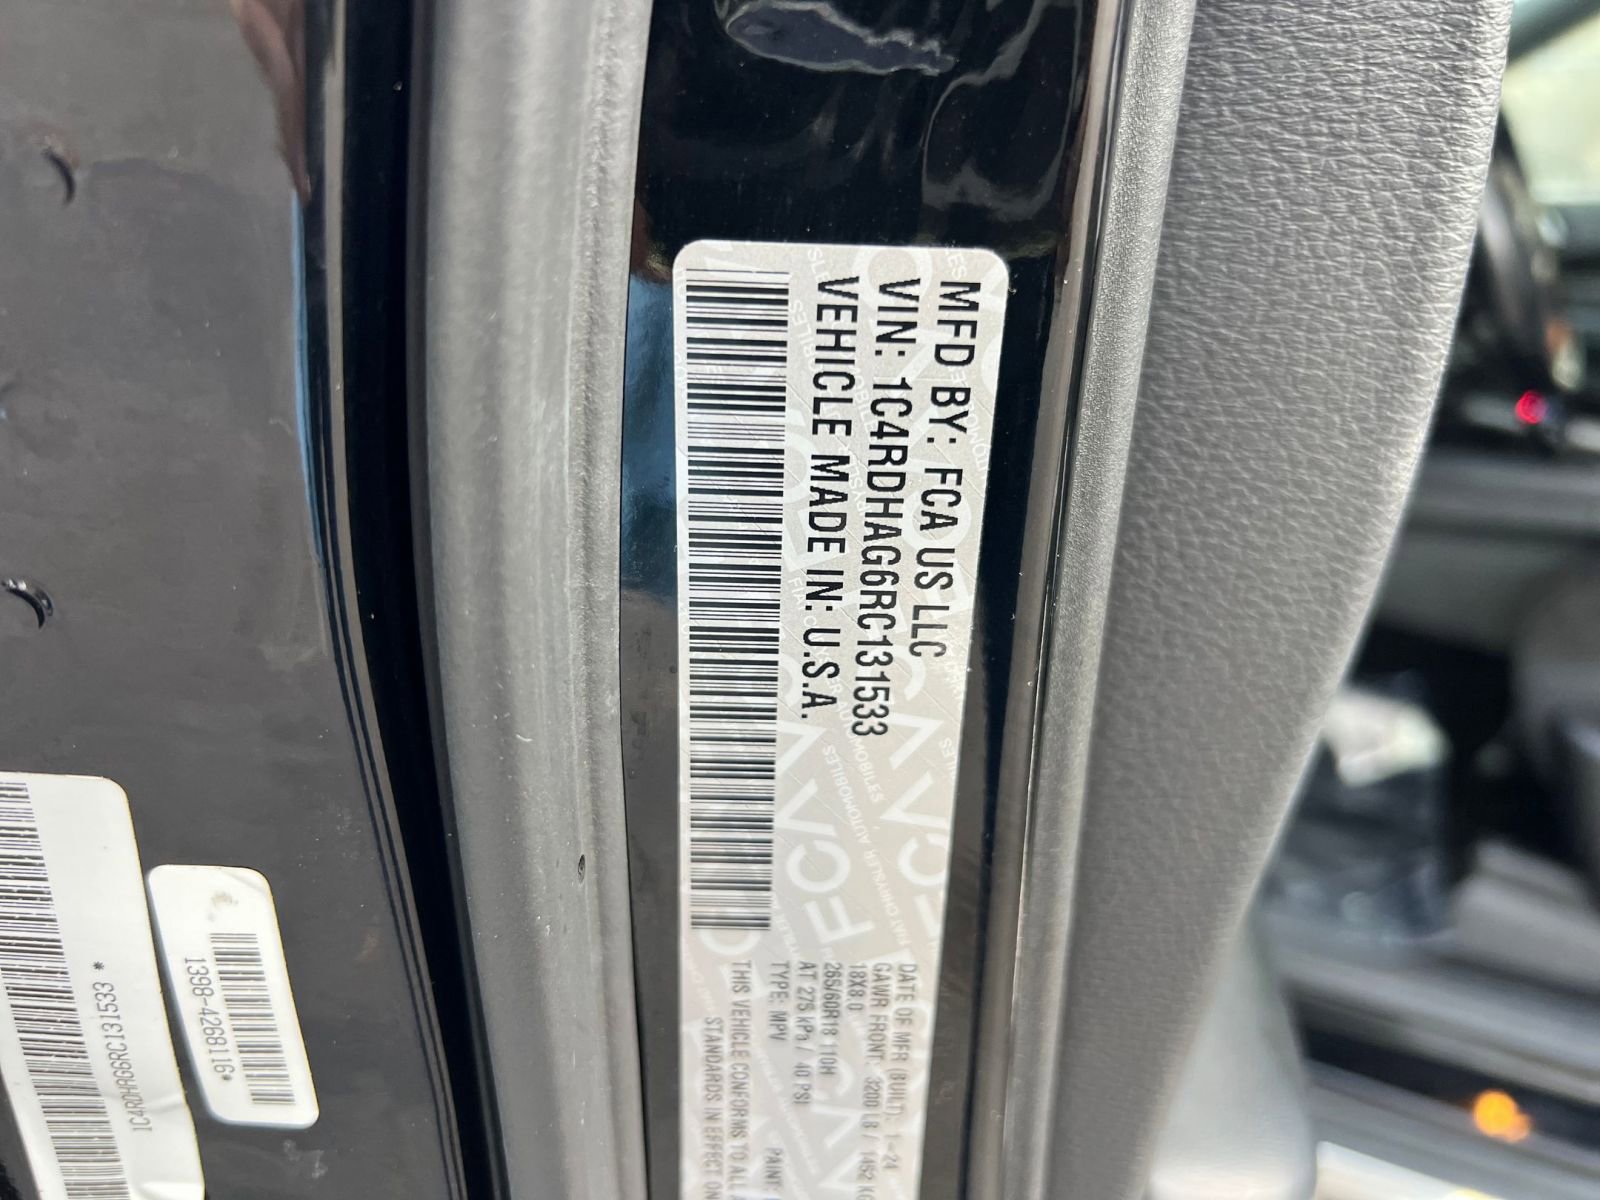 MFD BY: FCA US LLC
VIN: 1C4RDHAG6RC131533
VEHICLE MADE IN: U.S.A.
DATE OF MFR (BUILT): 1-24
GAWR FRONT: 3200 LB / 1452
18X8.0
265/60R18 110H
AT 275 kPa / 40 PSI
TYPE: MPV
PAINT
THIS VEHICLE CONFORMS TO ALL
STANDARDS IN EFFECT ON
1398-4268116*
1C4RDHAG6RC131533 *